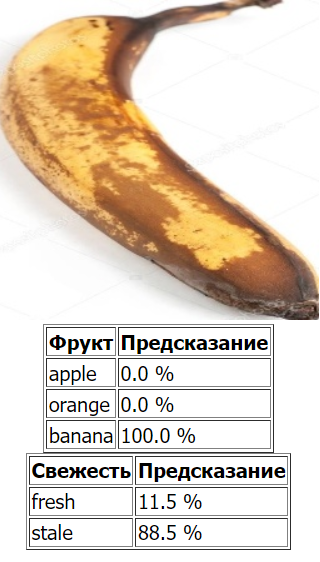 Фрукт Предсказание
apple 0.0 %
orange 0.0 %
banana 100.0 %
Свежесть Предсказание
fresh 11.5 %
stale 88.5 %